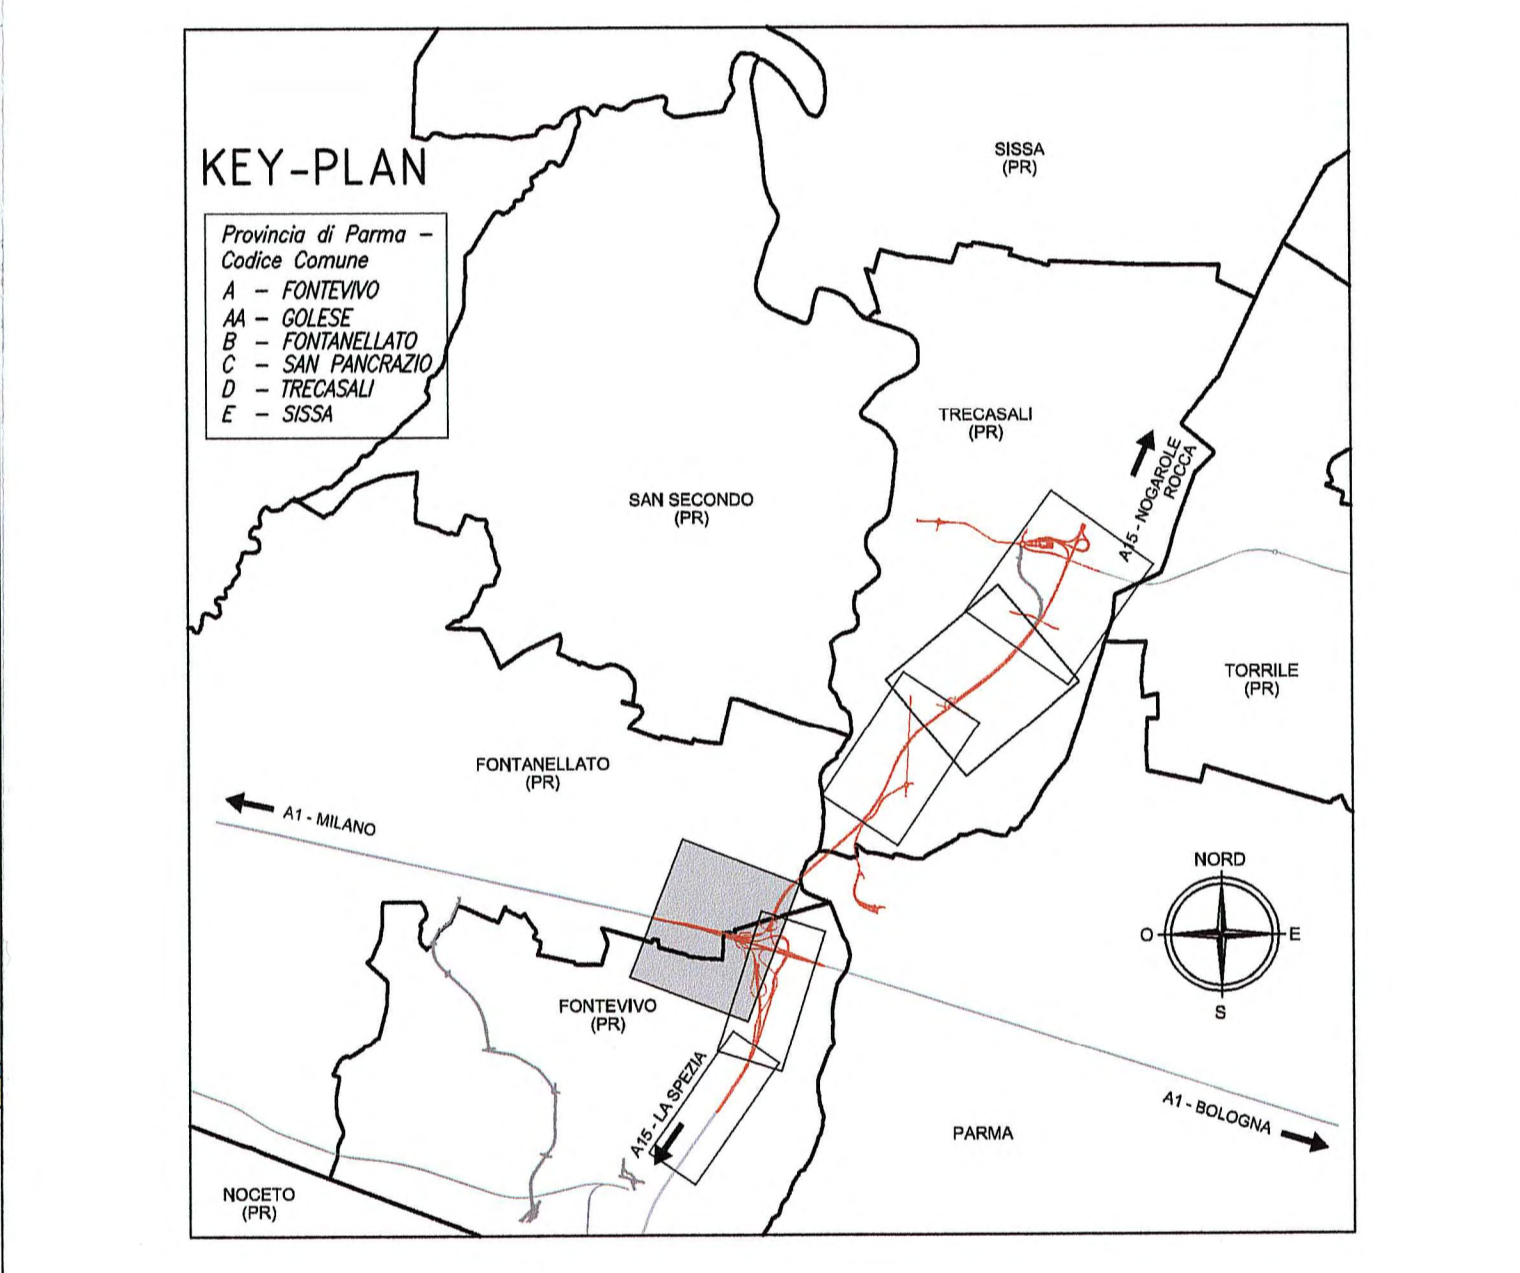 KEY-PLAN
Provincia di Parma -
Codice Comune
A - FONTEVIVO
AA - GOLESE
B - FONTANELLATO
C - SAN PANCRAZIO
D - TRECASALI
E - SISSA
SISSA
(PR)
TRECASALI
(PR)
A15 - NOGAROLE
ROCCA
SAN SECONDO
(PR)
TORRILE
(PR)
FONTANELLATO
(PR)
A1 - MILANO
NORD
O
E
S
FONTEVIVO
(PR)
A15 - LA SPEZIA
A1 - BOLOGNA
PARMA
NOCETO
(PR)